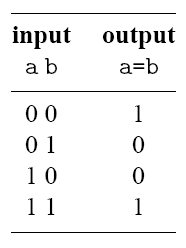 input output
a b a=b
0 0 1
0 1 0
1 0 0
1 1 1